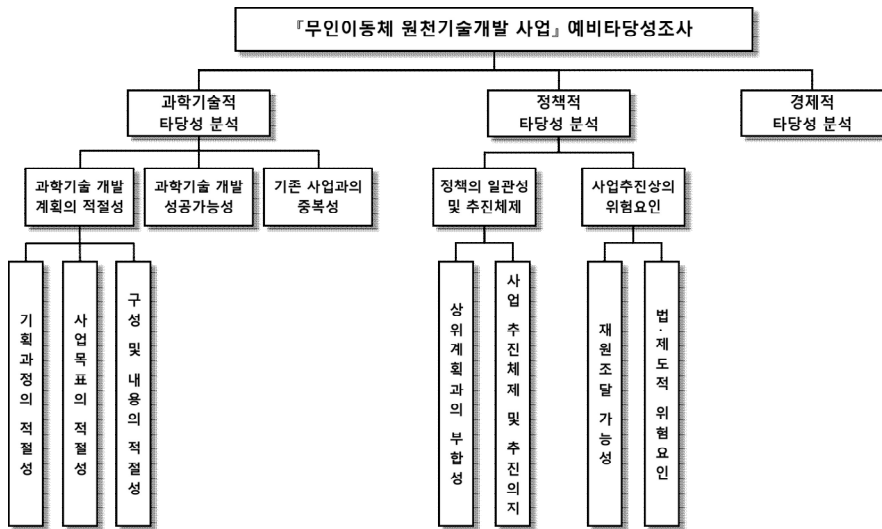 『무인이동체 원천기술개발 사업』 예비타당성조사
과학기술적
타당성 분석
정책적
타당성 분석
경제적
타당성 분석
과학기술 개발
계획의 적절성
과학기술 개발
성공가능성
기존 사업과의
중복성
정책의 일관성
및 추진체제
사업추진상의
위험요인
기획과정의 적절성
사업목표의 적절성
구성 및 내용의 적절성
상위계획과의 부합성
사업 추진체제 및 추진의지
재원조달 가능성
법·제도적 위험요인